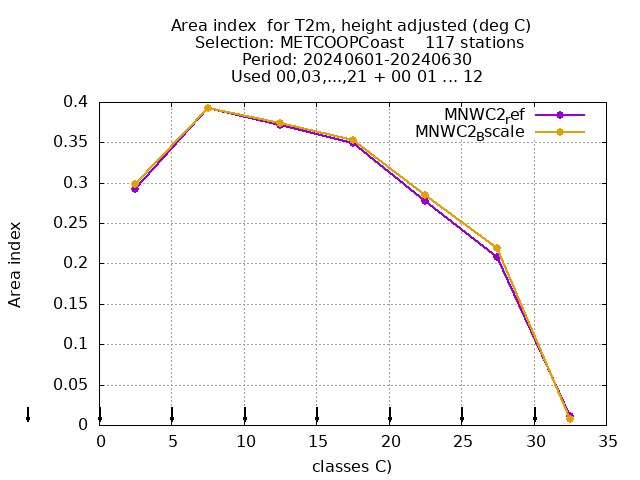 Area index  for T2m, height adjusted (deg C)
Selection: METCOOPCoast    117 stations
Period: 20240601-20240630
Used 00,03,...,21 + 00 01 ... 12
MNWC2ref
MNWC2Bscale
0.4
0.35
0.3
0.25
0.2
0.15
0.1
0.05
0
Area index
0 5 10 15 20 25 30 35
classes C)